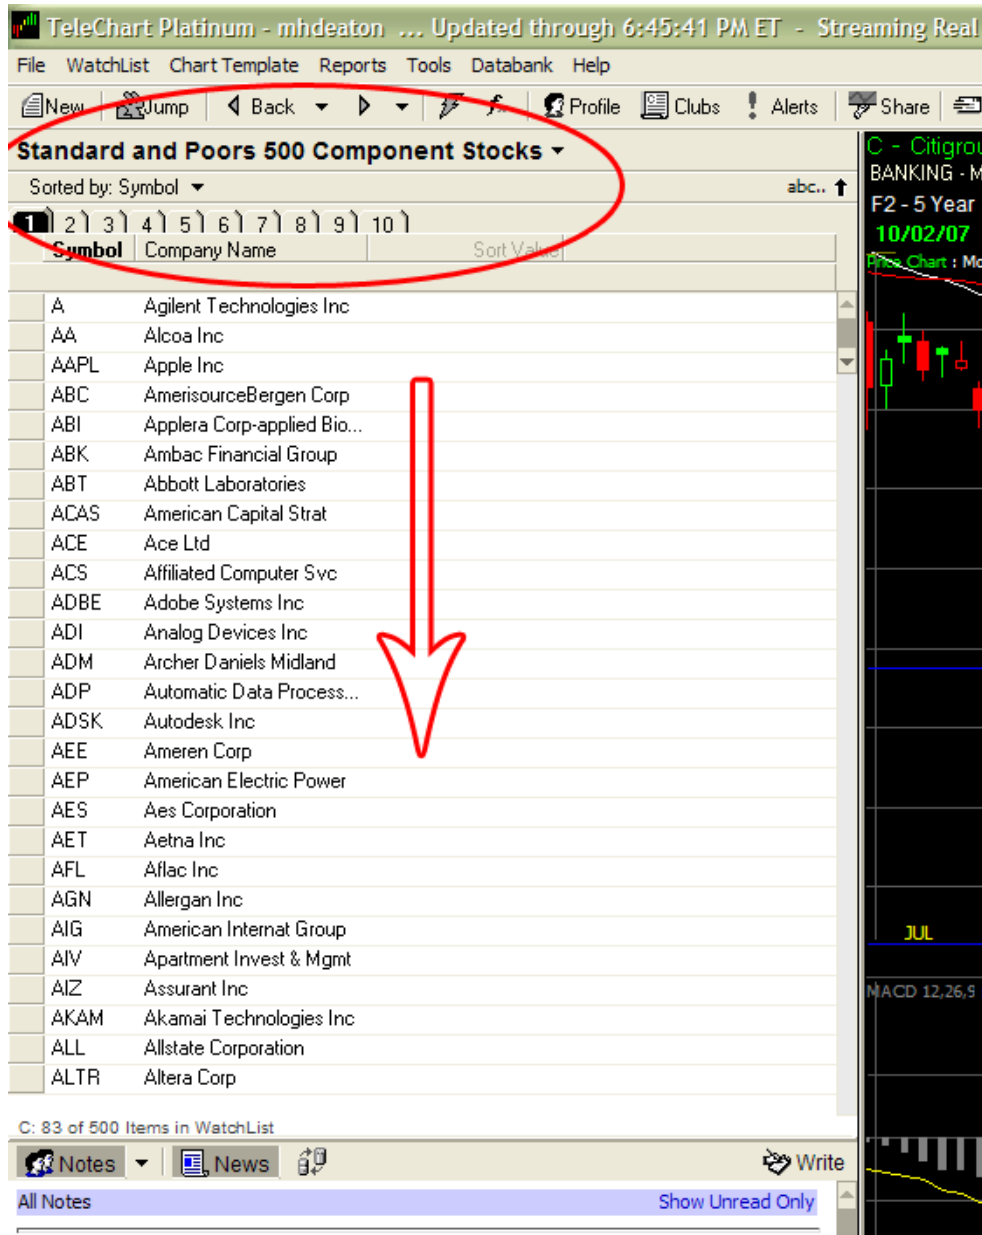 TeleChart Platinum - mhdeaton ... Updated through 6:45:41 PM ET - Streaming Real
File WatchList Chart Template Reports Tools Databank Help
New Jump Back Profile Clubs Alerts Share
Standard and Poors 500 Component Stocks
Sorted by: Symbol abc..
1 2 3 4 5 6 7 8 9 10
Symbol Company Name Sort Value
A Agilent Technologies Inc
AA Alcoa Inc
AAPL Apple Inc
ABC AmerisourceBergen Corp
ABI Applera Corp-applied Bio...
ABK Ambac Financial Group
ABT Abbott Laboratories
ACAS American Capital Strat
ACE Ace Ltd
ACS Affiliated Computer Svc
ADBE Adobe Systems Inc
ADI Analog Devices Inc
ADM Archer Daniels Midland
ADP Automatic Data Process...
ADSK Autodesk Inc
AEE Ameren Corp
AEP American Electric Power
AES Aes Corporation
AET Aetna Inc
AFL Aflac Inc
AGN Allergan Inc
AIG American Internat Group
AIV Apartment Invest & Mgmt
AIZ Assurant Inc
AKAM Akamai Technologies Inc
ALL Allstate Corporation
ALTR Altera Corp
C: 83 of 500 Items in WatchList
Notes News Write
All Notes Show Unread Only
C - Citigrou
BANKING - M
F2 - 5 Year
10/02/07
Price Chart : Mo
JUL
MACD 12,26,9